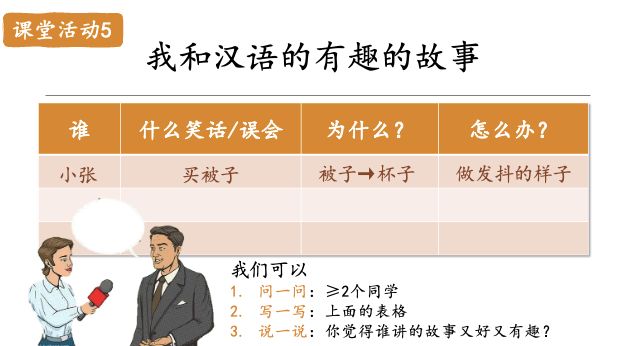 课堂活动5
我和汉语的有趣的故事
谁 什么笑话/误会 为什么? 怎么办?
小张 买被子 被子→杯子 做发抖的样子
我们可以
1. 问一问：≥2个同学
2. 写一写：上面的表格
3. 说一说：你觉得谁讲的故事又好又有趣?